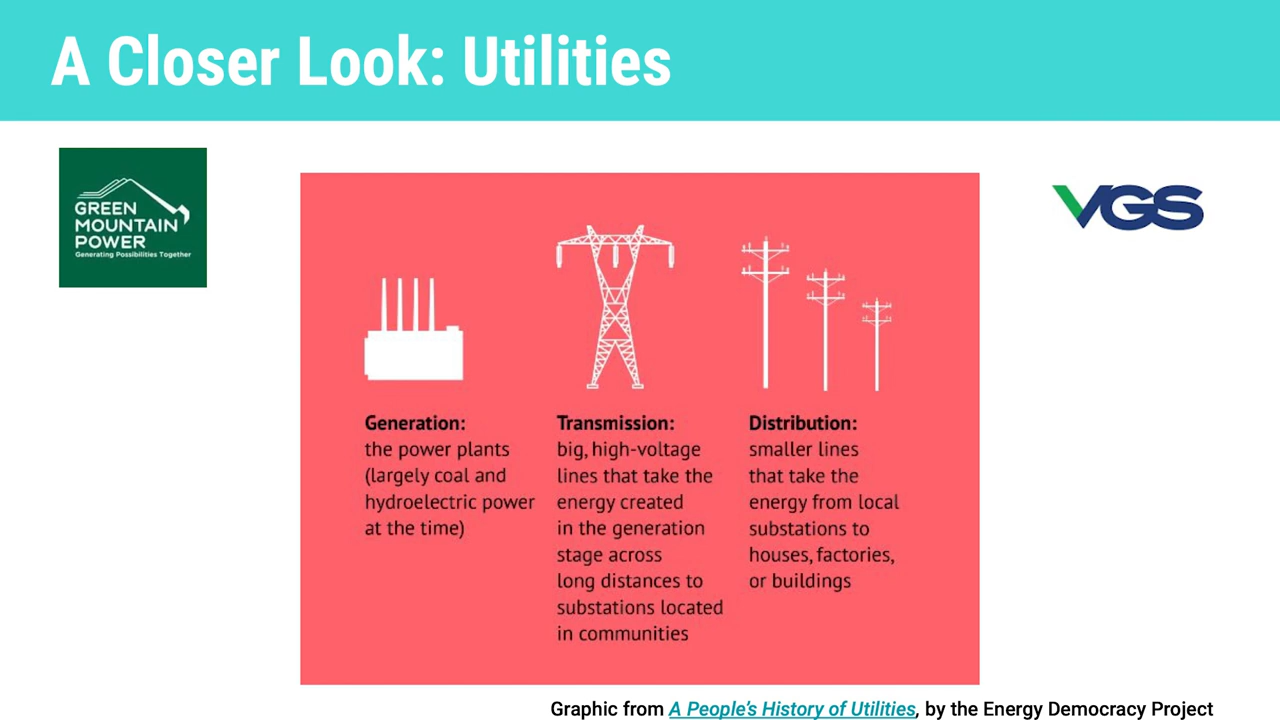 A Closer Look: Utilities
GREEN
MOUNTAIN
POWER
Generating Possibilities Together
VGS
Generation:
the power plants
(largely coal and
hydroelectric power
at the time)
Transmission:
big, high-voltage
lines that take the
energy created
in the generation
stage across
long distances to
substations located
in communities
Distribution:
smaller lines
that take the
energy from local
substations to
houses, factories,
or buildings
Graphic from A People's History of Utilities, by the Energy Democracy Project